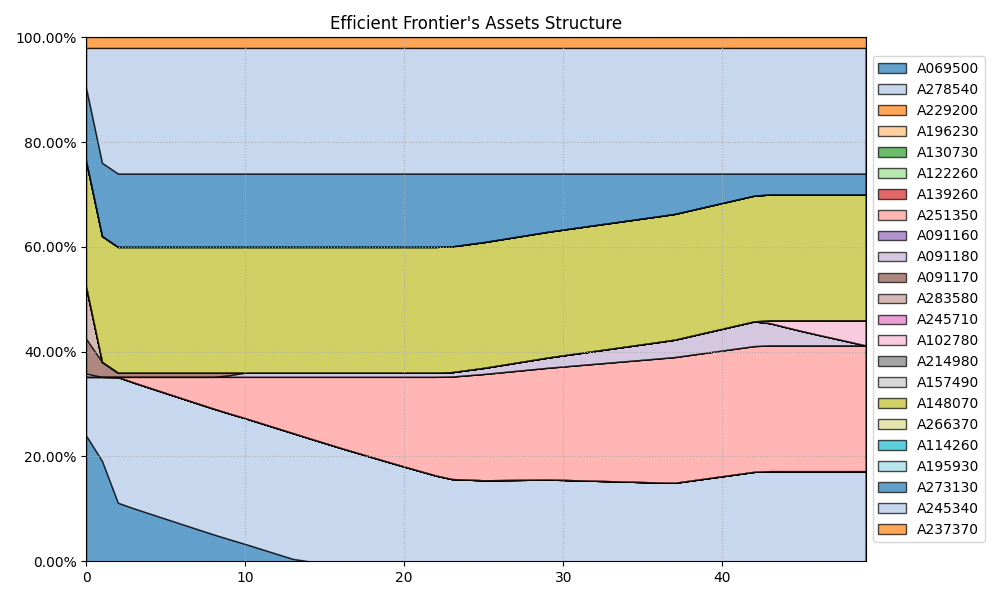 Efficient Frontier's Assets Structure
100.00%
80.00%
60.00%
40.00%
20.00%
0.00%
0 10 20 30 40
A069500
A278540
A229200
A196230
A130730
A122260
A139260
A251350
A091160
A091180
A091170
A283580
A245710
A102780
A214980
A157490
A148070
A266370
A114260
A195930
A273130
A245340
A237370